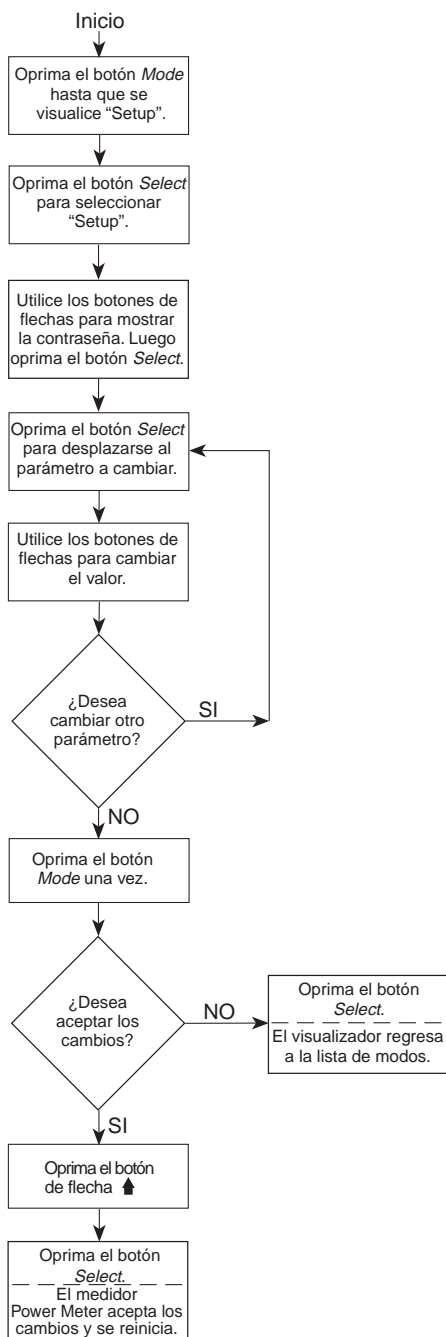 Inicio
Oprima el botón Mode
hasta que se
visualice “Setup”.
Oprima el botón Select
para seleccionar
“Setup”.
Utilice los botones de
flechas para mostrar
la contraseña. Luego
oprima el botón Select.
Oprima el botón Select
para desplazarse al
parámetro a cambiar.
Utilice los botones de
flechas para cambiar
el valor.
¿Desea
cambiar otro
parámetro?
SI
NO
Oprima el botón
Mode una vez.
¿Desea
aceptar los
cambios?
NO
Oprima el botón
Select.
El visualizador regresa
a la lista de modos.
SI
Oprima el botón
de flecha
Oprima el botón
Select.
El medidor
Power Meter acepta los
cambios y se reinicia.